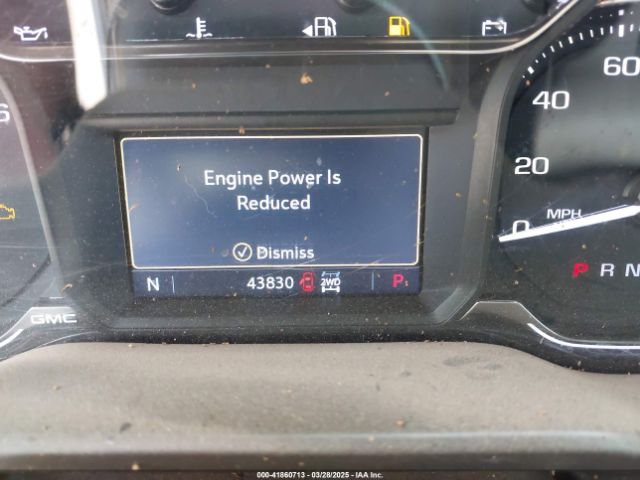 60
40
20
0
MPH
6
Engine Power Is
Reduced
Dismiss
N 43830 2WD P
P R N
GMC
000-41860713 - 03/28/2025 - IAA Inc.